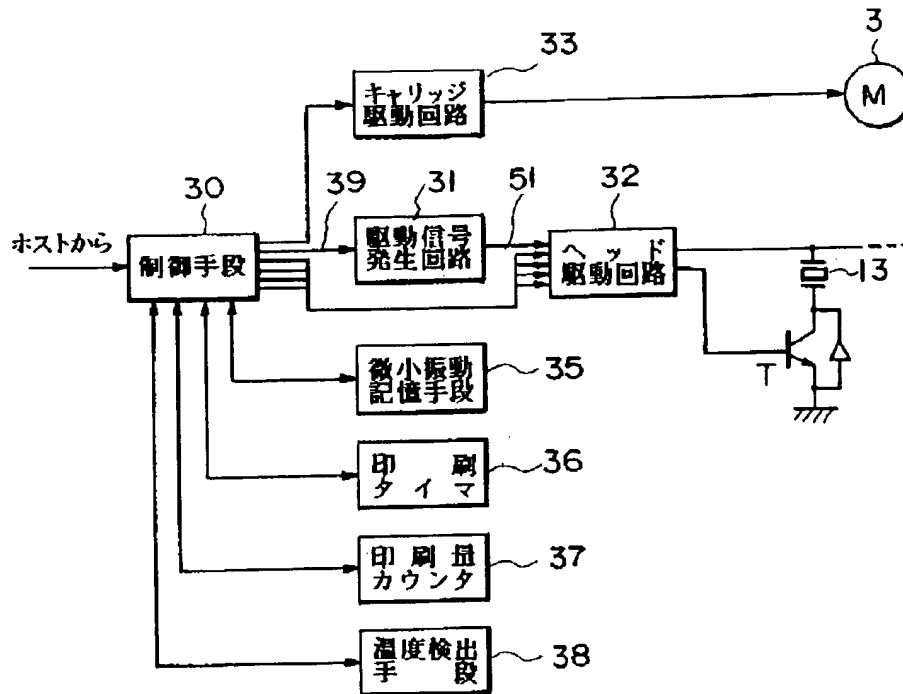 33
3
キャリッジ
駆動回路
M
30
39
31
51
32
ホストから
制御手段
駆動信号
発生回路
ヘッド
駆動回路
13
T
微小振動
記憶手段
35
印刷
タイマ
36
印刷量
カウンタ
37
温度検出
手段
38